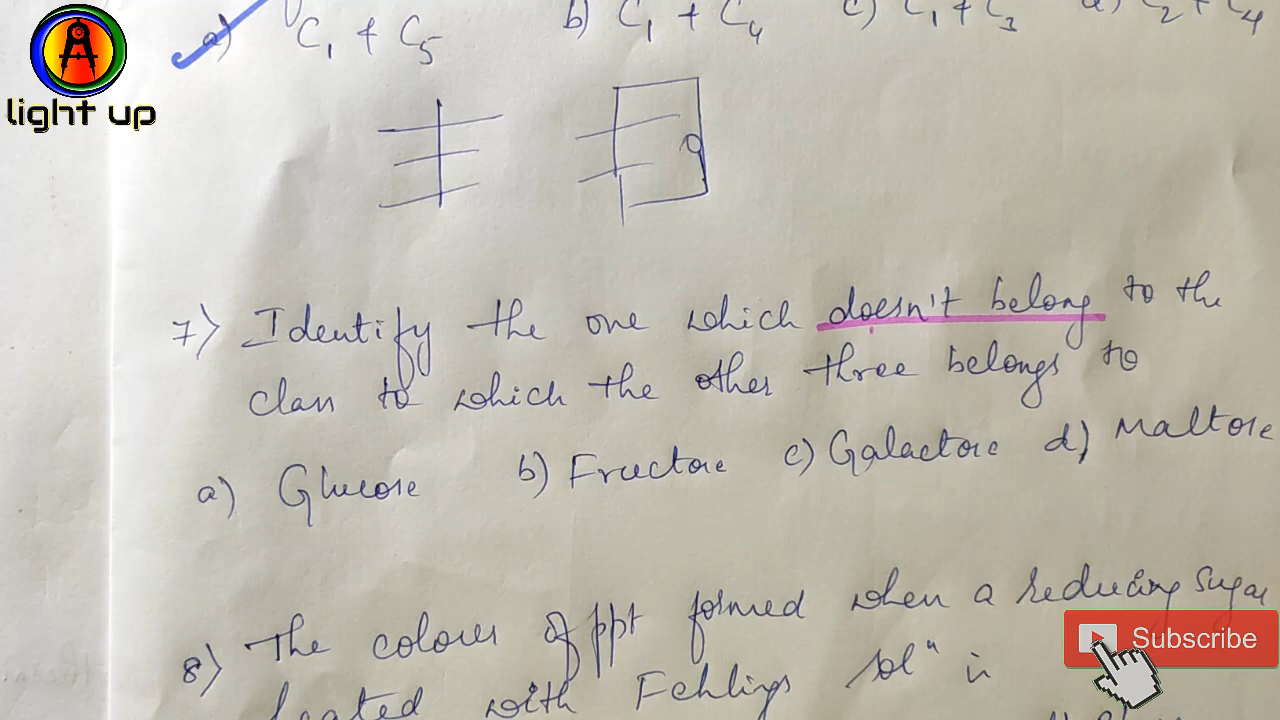 light up
a) C₁ + C₅ b) C₁ + C₄ c) C₁ + C₃ d) C₂ + C₄
7) Identify the one which doesn't belong to the
class to which the other three belongs to
a) Glucose b) Fructose c) Galactose d) Maltose
8) The colour of ppt formed when a reducing sugar
heated with Fehlings solⁿ is
Subscribe